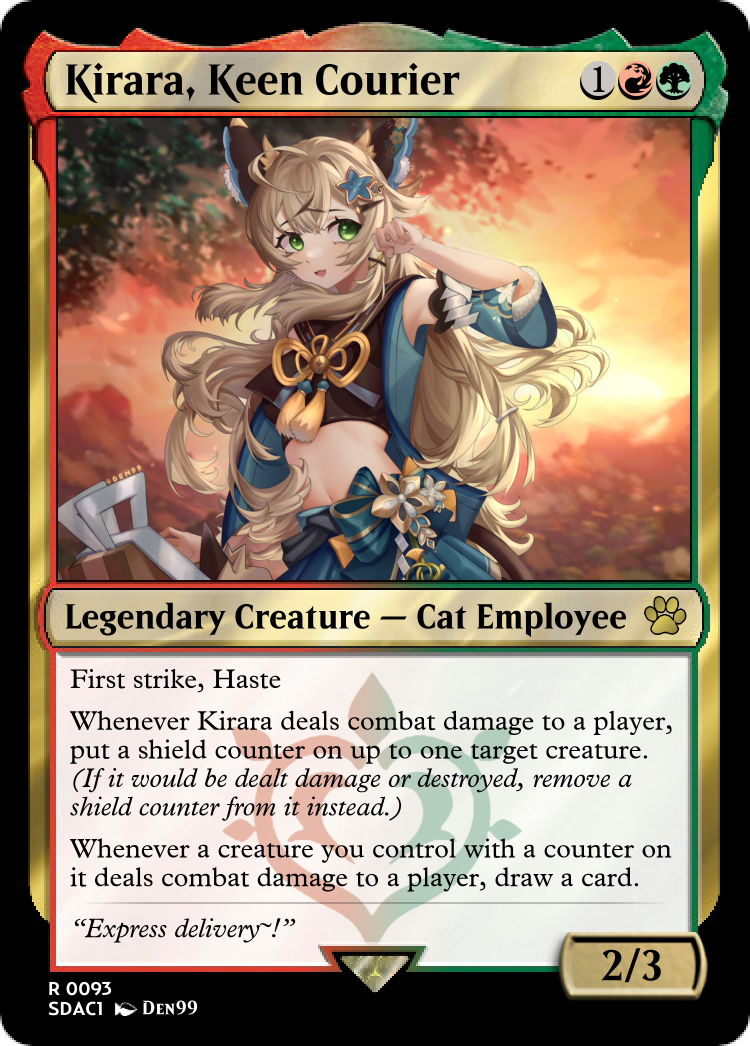 Kirara, Keen Courier
1
©DEN99
Legendary Creature — Cat Employee
First strike, Haste
Whenever Kirara deals combat damage to a player,
put a shield counter on up to one target creature.
(If it would be dealt damage or destroyed, remove a
shield counter from it instead.)
Whenever a creature you control with a counter on
it deals combat damage to a player, draw a card.
“Express delivery~!”
2/3
R 0093
SDAC1 DEN99